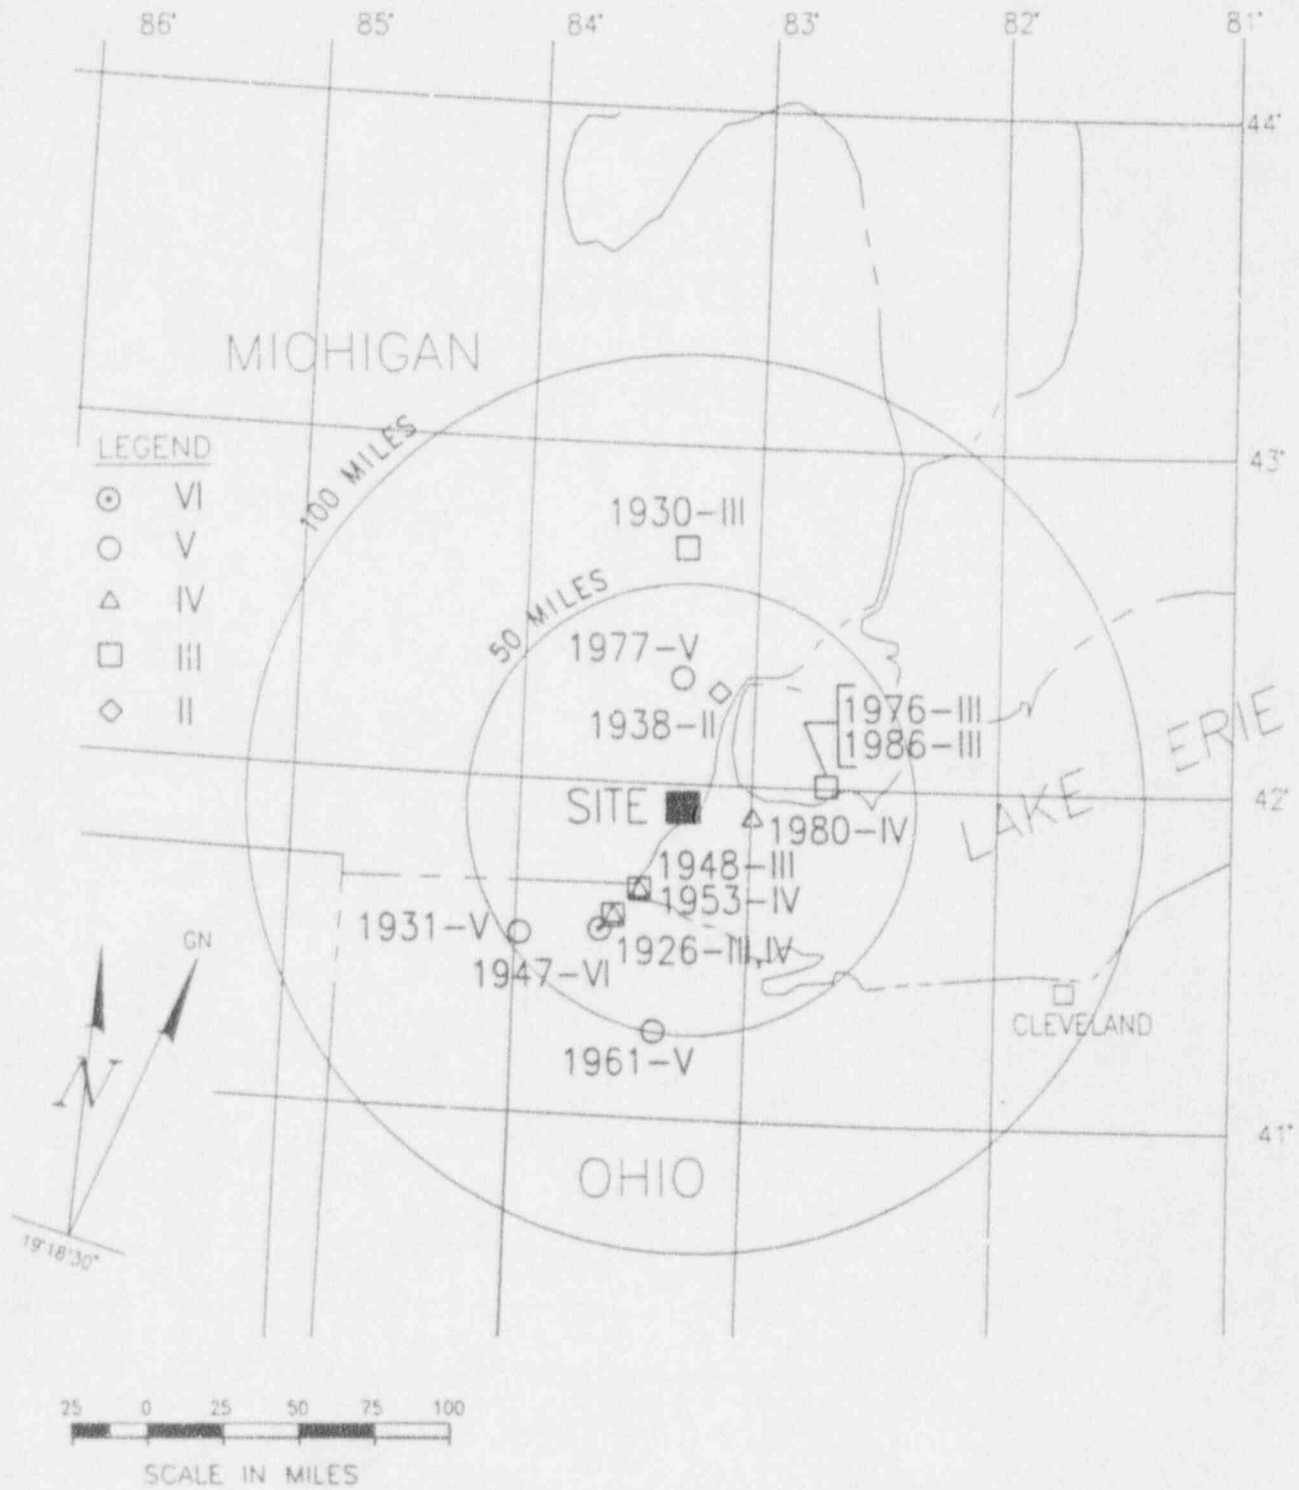 86° 85° 84° 83° 82° 81°
44°
MICHIGAN
LEGEND
VI
V
IV
III
II
100 MILES
43°
1930-III
50 MILES
1977-V
1938-II
1976-III
1986-III
LAKE ERIE
42°
SITE
1980-IV
1948-III
1953-IV
1931-V
1926-III,IV
1947-VI
GN
N
CLEVELAND
1961-V
41°
OHIO
19°18'30"
25 0 25 50 75 100
SCALE IN MILES